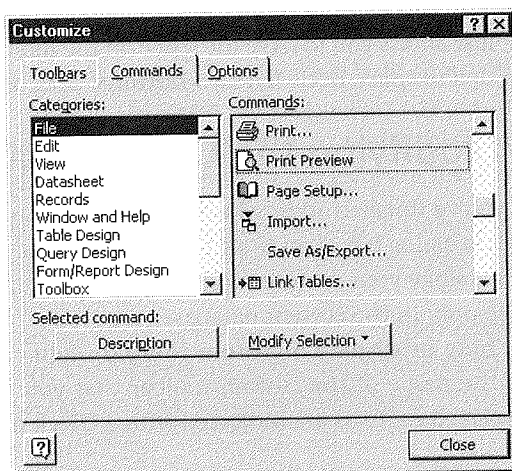 Customize
Toolbars Commands Options
Categories:
File
Edit
View
Datasheet
Records
Window and Help
Table Design
Query Design
Form/Report Design
Toolbox
Commands:
Print...
Print Preview
Page Setup...
Import...
Save As/Export...
Link Tables...
Selected command:
Description Modify Selection
Close